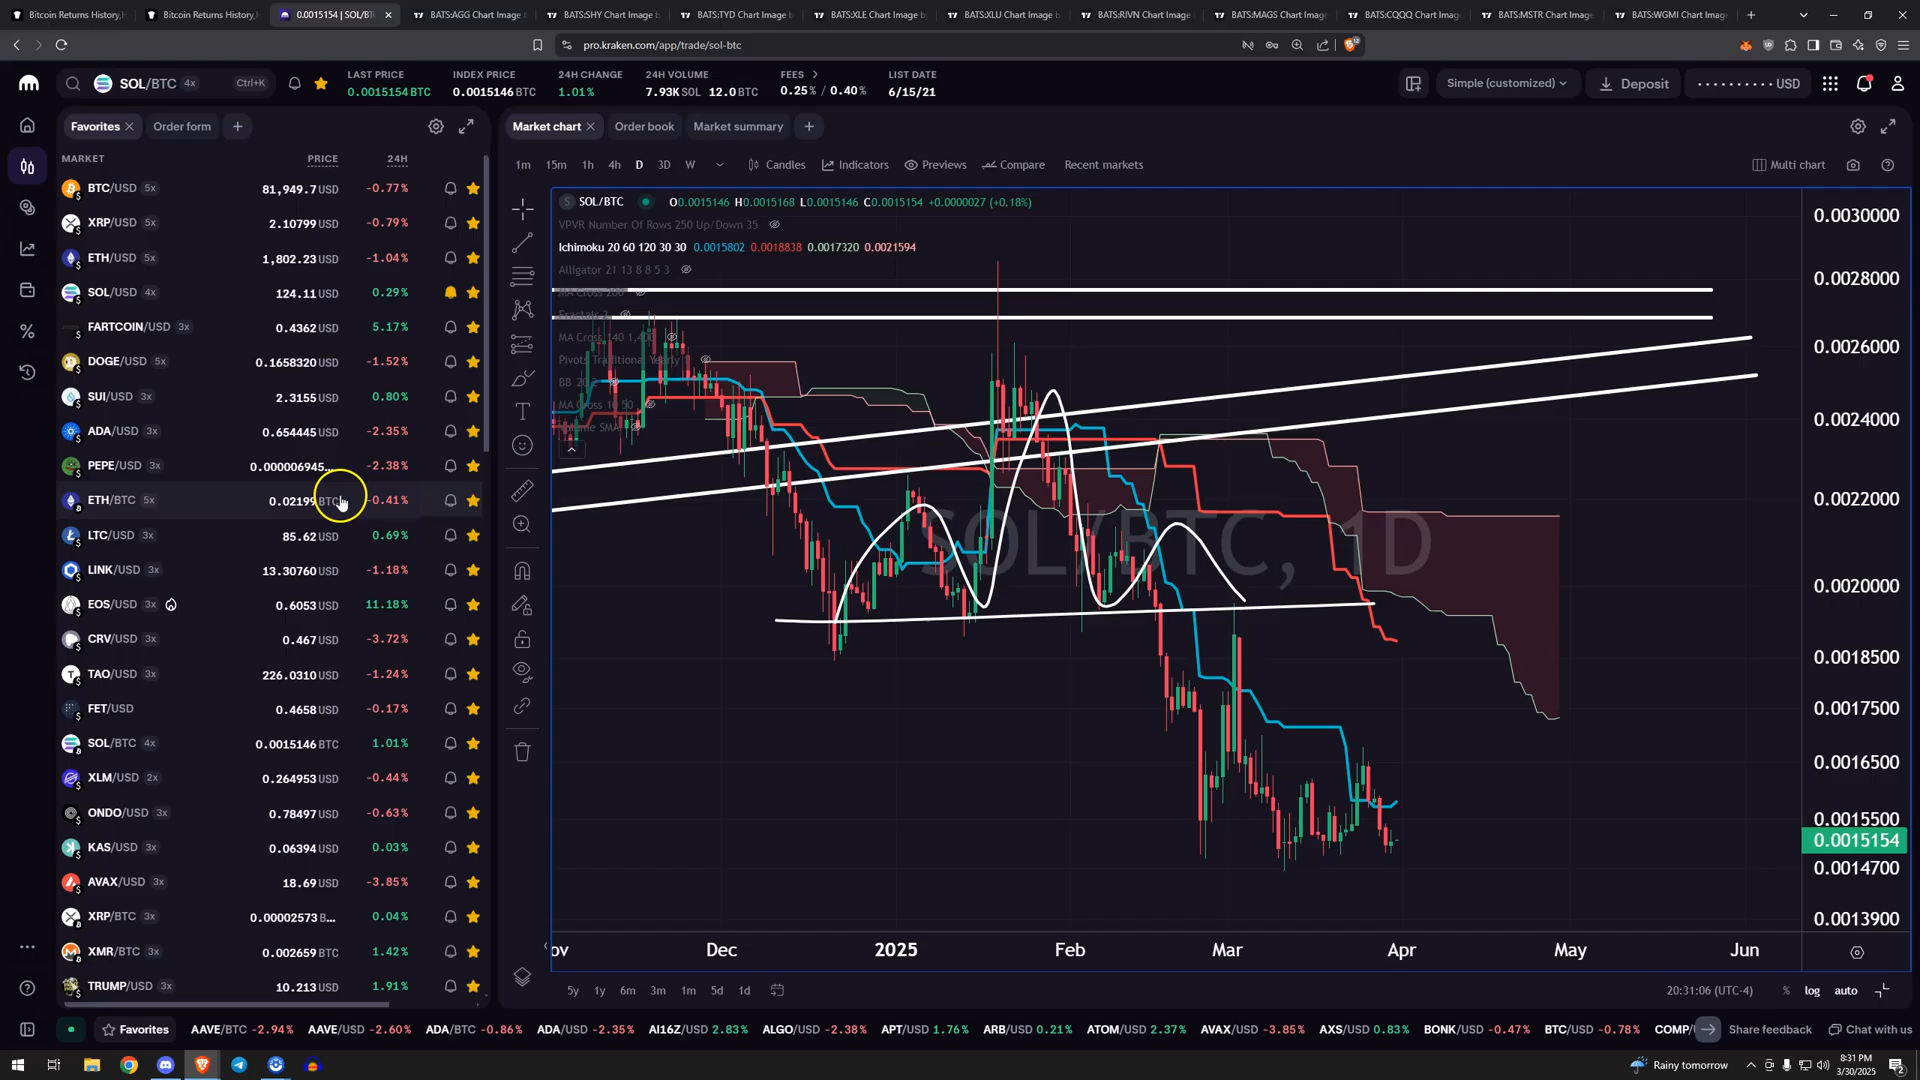 Bitcoin Returns History,
Bitcoin Returns History,
0.0015154 | SOL/BT
BATS:AGG Chart Image
BATS:SHY Chart Image b
BATS:TYD Chart Image b
BATS:XLE Chart Image b
BATS:XLU Chart Image b
BATS:RIVN Chart Image
BATS:MAGS Chart Image
BATS:CQQQ Chart Image
BATS:MSTR Chart Image
BATS:WGMI Chart Image
pro.kraken.com/app/trade/sol-btc
SOL/BTC 4x Ctrl+K
LAST PRICE INDEX PRICE 24H CHANGE 24H VOLUME FEES LIST DATE
0.0015154 BTC 0.0015146 BTC 1.01% 7.93K SOL 12.0 BTC 0.25% / 0.40% 6/15/21
Simple (customized) Deposit USD
Favorites Order form
Market chart Order book Market summary
MARKET PRICE 24H
1m 15m 1h 4h D 3D W Candles Indicators Previews Compare Recent markets Multi chart
BTC/USD 5x 81,949.7 USD -0.77%
XRP/USD 5x 2.10799 USD -0.79%
ETH/USD 5x 1,802.23 USD -1.04%
SOL/USD 4x 124.11 USD 0.29%
FARTCOIN/USD 3x 0.4362 USD 5.17%
DOGE/USD 5x 0.1658320 USD -1.52%
SUI/USD 3x 2.3155 USD 0.80%
ADA/USD 3x 0.654445 USD -2.35%
PEPE/USD 3x 0.000006945... -2.38%
ETH/BTC 5x 0.02199 BTC -0.41%
LTC/USD 3x 85.62 USD 0.69%
LINK/USD 3x 13.30760 USD -1.18%
EOS/USD 3x 0.6053 USD 11.18%
CRV/USD 3x 0.467 USD -3.72%
TAO/USD 3x 226.0310 USD -1.24%
FET/USD 0.4658 USD -0.17%
SOL/BTC 4x 0.0015146 BTC 1.01%
XLM/USD 2x 0.264953 USD -0.44%
ONDO/USD 3x 0.78497 USD -0.63%
KAS/USD 3x 0.06394 USD 0.03%
AVAX/USD 3x 18.69 USD -3.85%
XRP/BTC 3x 0.00002573 B... 0.04%
XMR/BTC 3x 0.002659 BTC 1.42%
TRUMP/USD 3x 10.213 USD 1.91%
SOL/BTC O0.0015146 H0.0015168 L0.0015146 C0.0015154 +0.0000027 (+0.18%)
VPVR Number Of Rows 250 Up/Down 35
Ichimoku 20 60 120 30 30 0.0015802 0.0018838 0.0017320 0.0021594
Alligator 21 13 8 8 5 3
MA Cross 200
Fractals 2
MA Cross 140 1,400
Pivots Traditional Yearly
BB 20 2
MA Cross 10 50
Volume SMA
SOL/BTC, 1D
0.0030000
0.0028000
0.0026000
0.0024000
0.0022000
0.0020000
0.0018500
0.0017500
0.0016500
0.0015500
0.0015154
0.0014700
0.0013900
ov Dec 2025 Feb Mar Apr May Jun
5y 1y 6m 3m 1m 5d 1d 20:31:06 (UTC-4) % log auto
Favorites AAVE/BTC -2.94% AAVE/USD -2.60% ADA/BTC -0.86% ADA/USD -2.35% AI16Z/USD 2.83% ALGO/USD -2.38% APT/USD 1.76% ARB/USD 0.21% ATOM/USD 2.37% AVAX/USD -3.85% AXS/USD 0.83% BONK/USD -0.47% BTC/USD -0.78% COMP/ Share feedback Chat with us
Rainy tomorrow 8:31 PM
3/30/2025